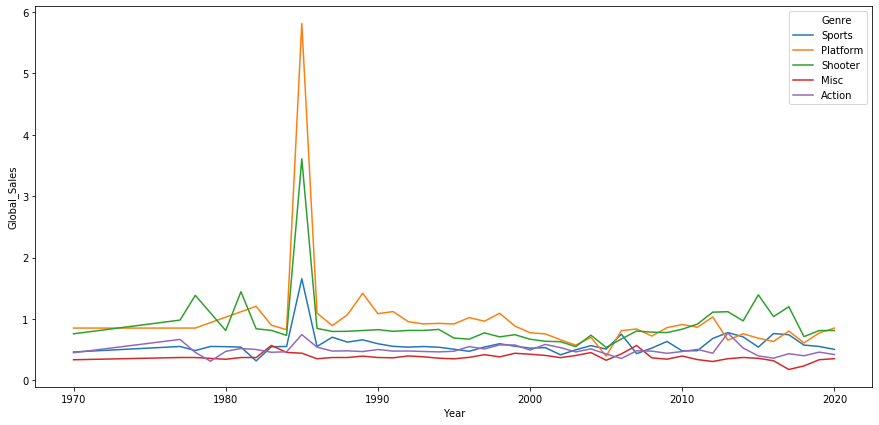 Genre
Sports
Platform
Shooter
Misc
Action
Global_Sales
6
5
4
3
2
1
0
1970 1980 1990 2000 2010 2020
Year